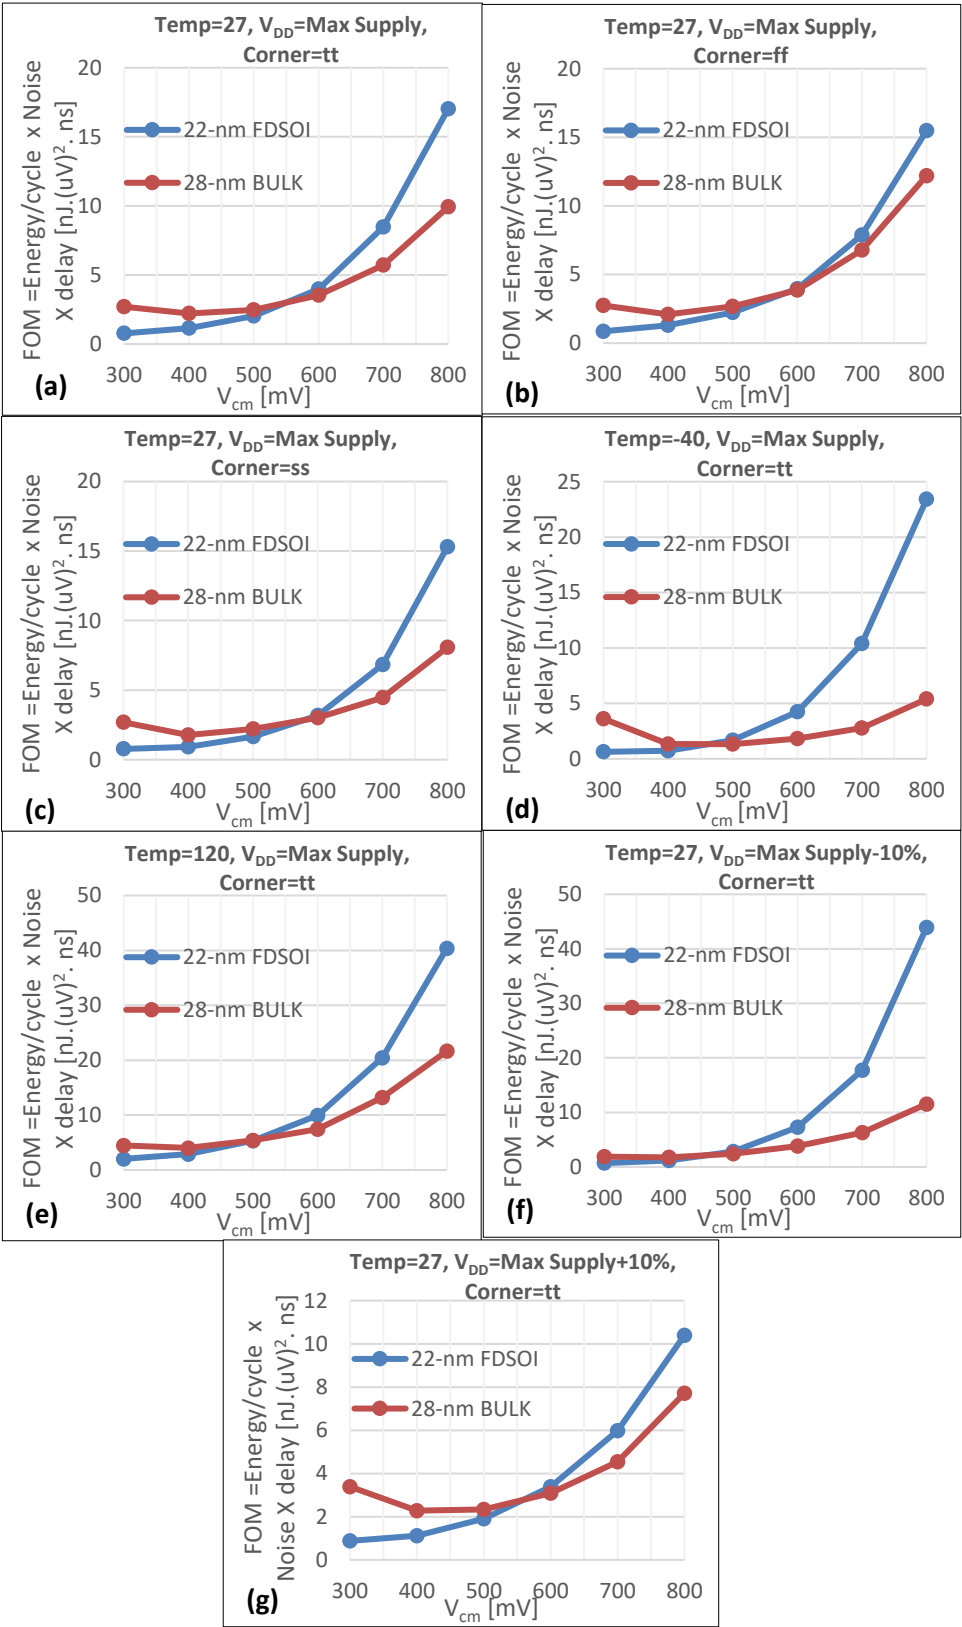 Temp=27, VDD=Max Supply,
Corner=tt
FOM =Energy/cycle x Noise
X delay [nJ.(uV)². ns]
20
15
10
5
0
22-nm FDSOI
28-nm BULK
300 400 500 600 700 800
Vcm [mV]
(a)
Temp=27, VDD=Max Supply,
Corner=ff
FOM =Energy/cycle x Noise
X delay [nJ.(uV)². ns]
20
15
10
5
0
22-nm FDSOI
28-nm BULK
300 400 500 600 700 800
Vcm [mV]
(b)
Temp=27, VDD=Max Supply,
Corner=ss
FOM =Energy/cycle x Noise
X delay [nJ.(uV)². ns]
20
15
10
5
0
22-nm FDSOI
28-nm BULK
300 400 500 600 700 800
Vcm [mV]
(c)
Temp=-40, VDD=Max Supply,
Corner=tt
FOM =Energy/cycle x Noise
X delay [nJ.(uV)². ns]
25
20
15
10
5
0
22-nm FDSOI
28-nm BULK
300 400 500 600 700 800
Vcm [mV]
(d)
Temp=120, VDD=Max Supply,
Corner=tt
FOM =Energy/cycle x Noise
X delay [nJ.(uV)². ns]
50
40
30
20
10
0
22-nm FDSOI
28-nm BULK
300 400 500 600 700 800
Vcm [mV]
(e)
Temp=27, VDD=Max Supply-10%,
Corner=tt
FOM =Energy/cycle x Noise
X delay [nJ.(uV)². ns]
50
40
30
20
10
0
22-nm FDSOI
28-nm BULK
300 400 500 600 700 800
Vcm [mV]
(f)
Temp=27, VDD=Max Supply+10%,
Corner=tt
FOM =Energy/cycle x
Noise X delay [nJ.(uV)². ns]
12
10
8
6
4
2
0
22-nm FDSOI
28-nm BULK
300 400 500 600 700 800
Vcm [mV]
(g)